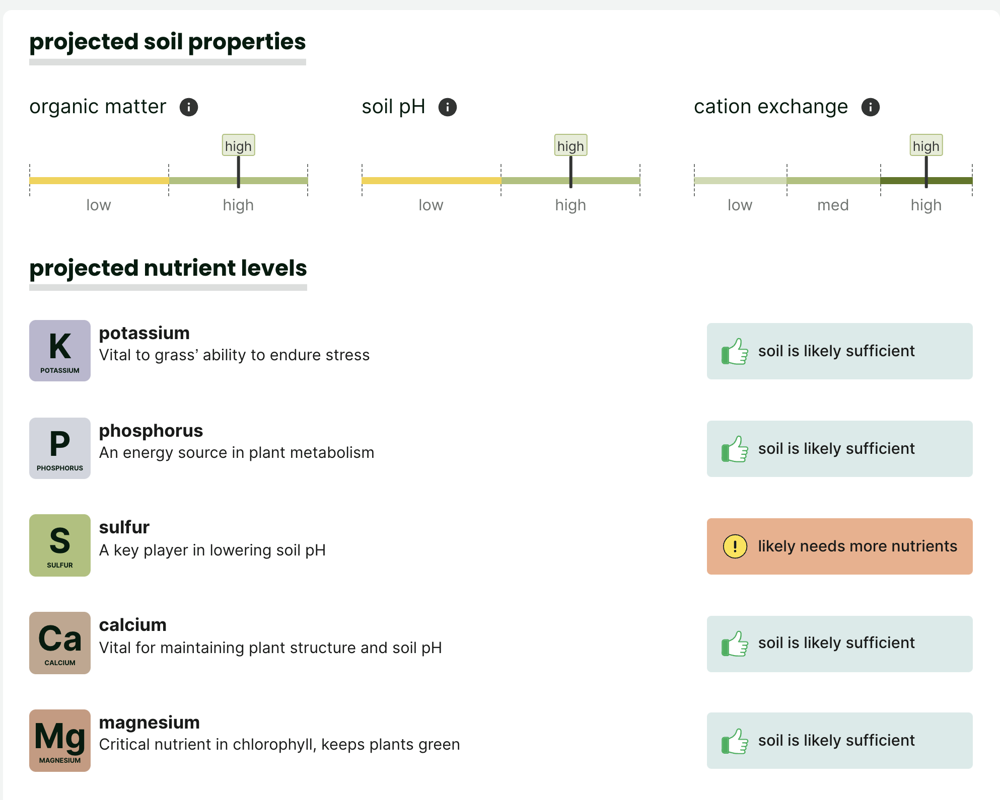 projected soil properties
organic matter i
soil pH i
cation exchange i
high
high
high
low high
low high
low med high
projected nutrient levels
K
POTASSIUM
potassium
Vital to grass’ ability to endure stress
soil is likely sufficient
P
PHOSPHORUS
phosphorus
An energy source in plant metabolism
soil is likely sufficient
S
SULFUR
sulfur
A key player in lowering soil pH
! likely needs more nutrients
Ca
CALCIUM
calcium
Vital for maintaining plant structure and soil pH
soil is likely sufficient
Mg
MAGNESIUM
magnesium
Critical nutrient in chlorophyll, keeps plants green
soil is likely sufficient